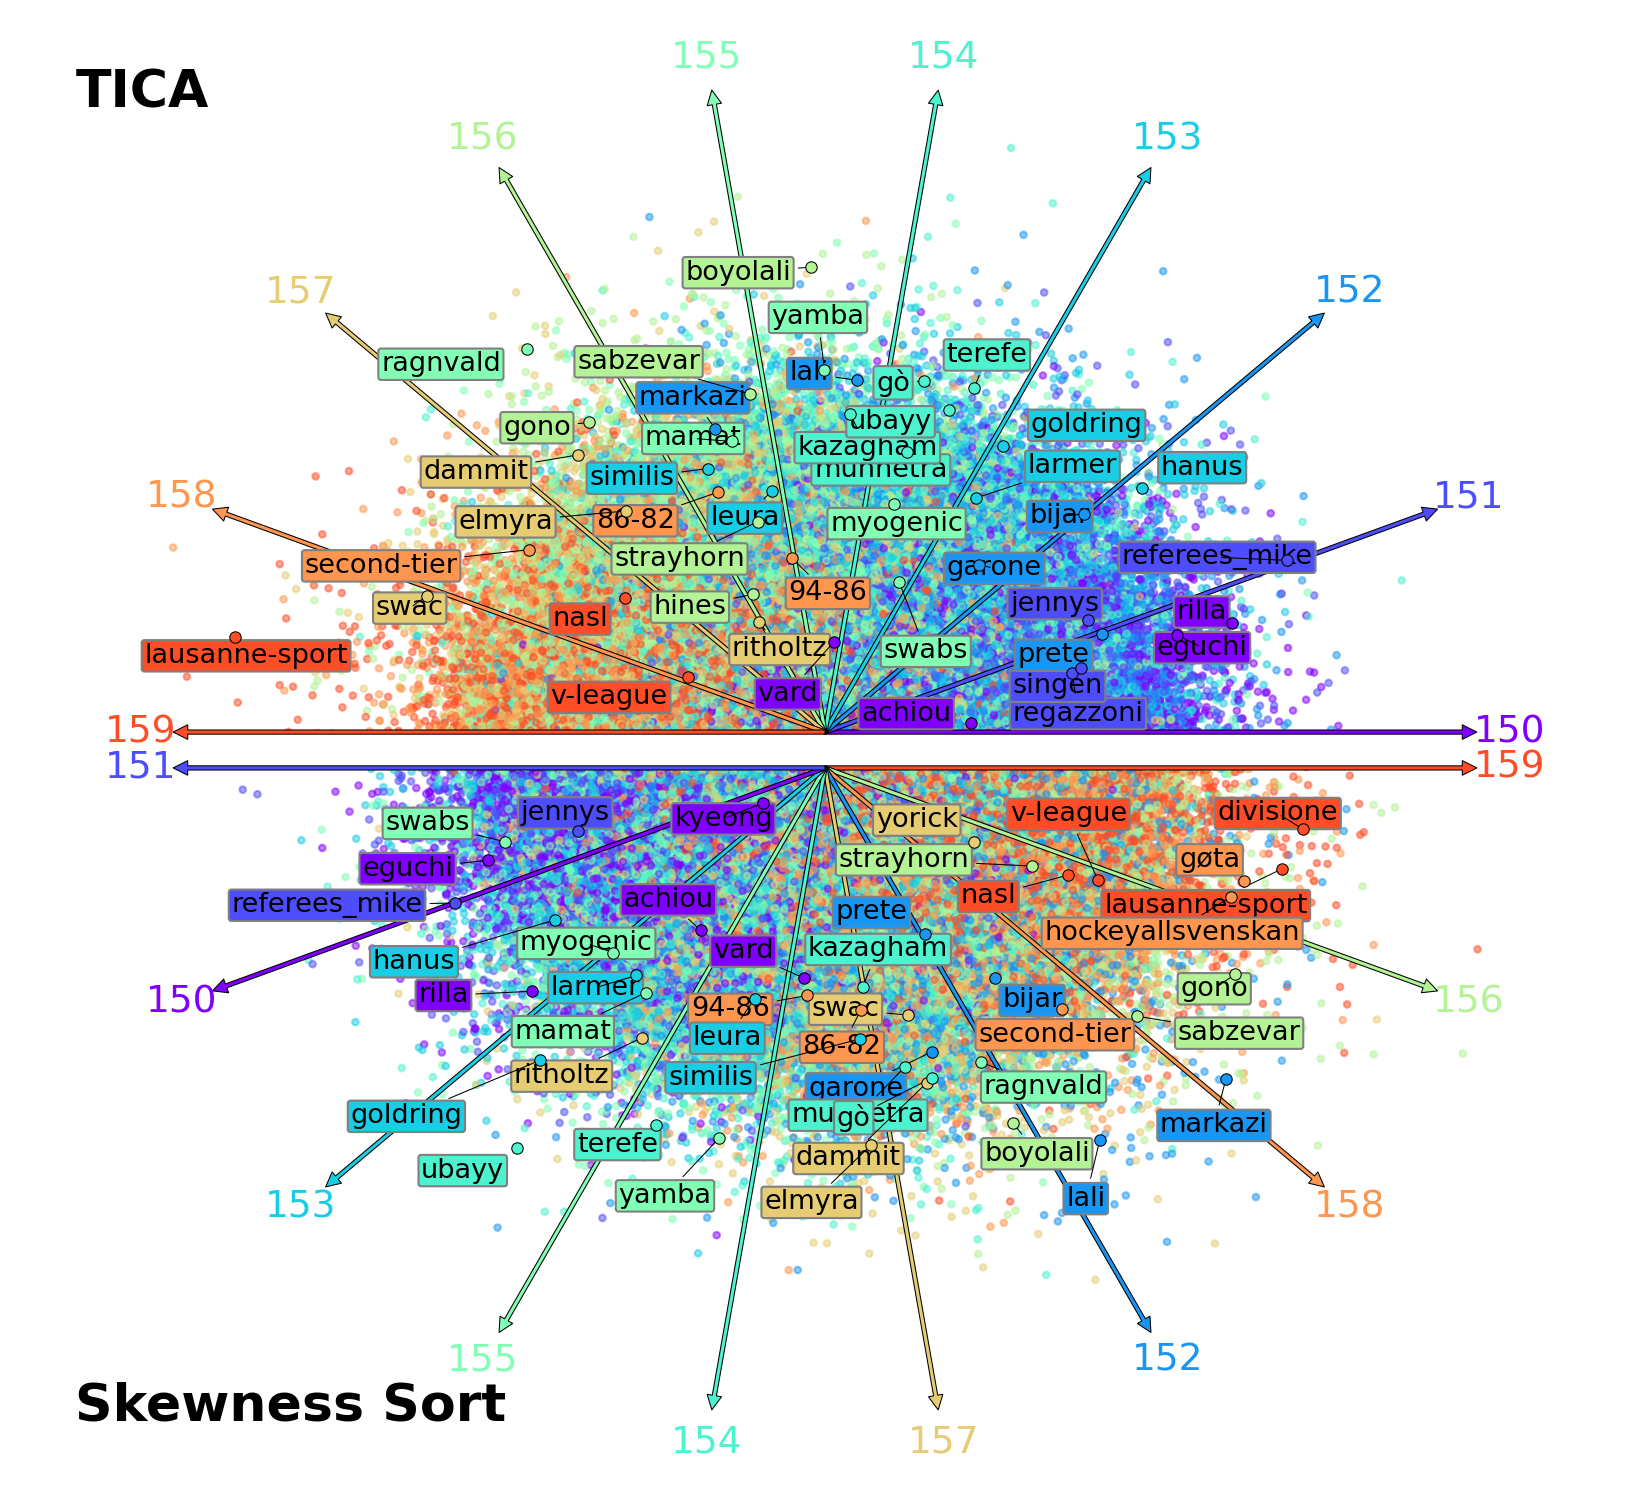 155
154
TICA
156
153
boyolali
157
152
yamba
ragnvald
sabzevar
terefe
lali
gò
markazi
ubayy
goldring
gono
mamat
kazagham
munnetra
dammit
similis
larmer
hanus
158
151
elmyra
86-82
leura
myogenic
bijar
strayhorn
referees_mike
second-tier
garone
94-86
swac
nasl
hines
jennys
rilla
lausanne-sport
ritholtz
swabs
prete
eguchi
v-league
vard
singen
achiou
regazzoni
159
150
151
159
swabs
jennys
kyeong
yorick
v-league
divisione
eguchi
strayhorn
gøta
referees_mike
achiou
nasl
lausanne-sport
prete
hockeyallsvenskan
myogenic
vard
kazagham
hanus
rilla
larmer
gono
150
94-86
swac
bijar
156
mamat
leura
86-82
second-tier
sabzevar
ritholtz
similis
garone
ragnvald
goldring
munnetra
gò
markazi
terefe
dammit
boyolali
ubayy
yamba
elmyra
lali
153
158
155
152
Skewness Sort
154
157